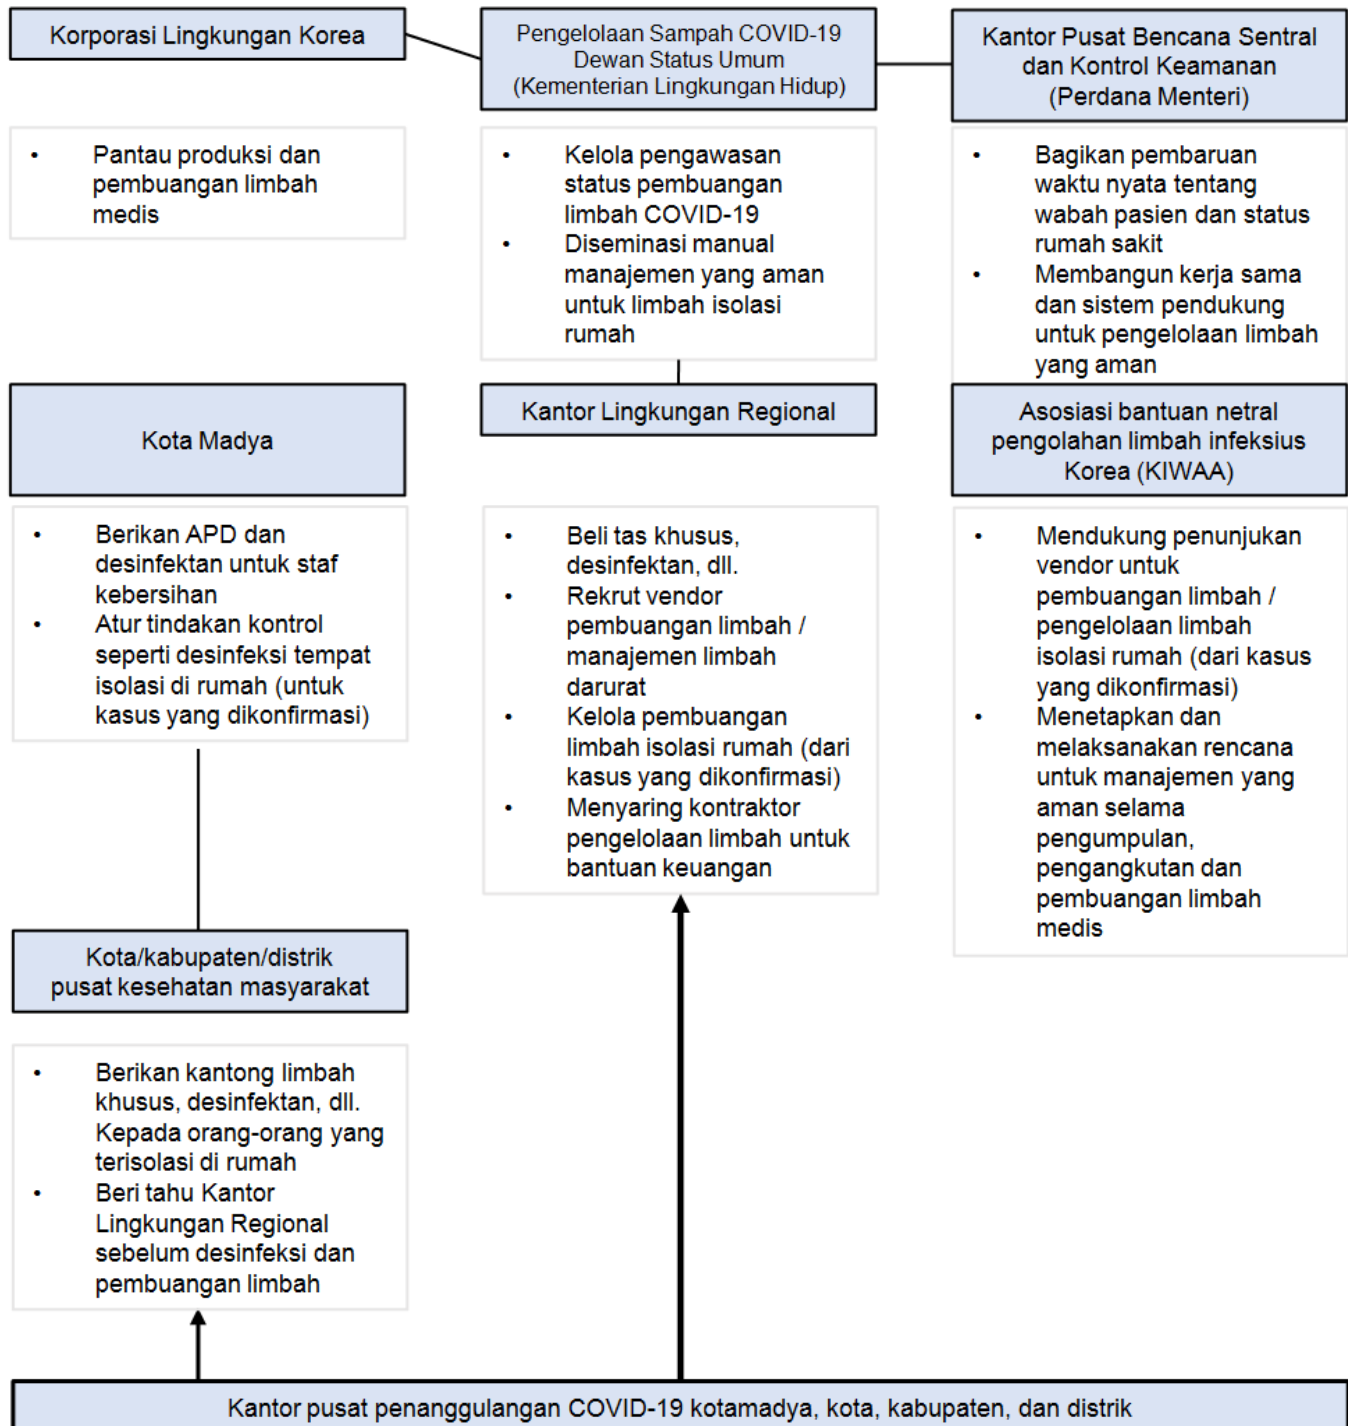 Korporasi Lingkungan Korea
• Pantau produksi dan
pembuangan limbah
medis
Pengelolaan Sampah COVID-19
Dewan Status Umum
(Kementerian Lingkungan Hidup)
• Kelola pengawasan
status pembuangan
limbah COVID-19
• Diseminasi manual
manajemen yang aman
untuk limbah isolasi
rumah
Kantor Pusat Bencana Sentral
dan Kontrol Keamanan
(Perdana Menteri)
• Bagikan pembaruan
waktu nyata tentang
wabah pasien dan status
rumah sakit
• Membangun kerja sama
dan sistem pendukung
untuk pengelolaan limbah
yang aman
Kota Madya
• Berikan APD dan
desinfektan untuk staf
kebersihan
• Atur tindakan kontrol
seperti desinfeksi tempat
isolasi di rumah (untuk
kasus yang dikonfirmasi)
Kantor Lingkungan Regional
• Beli tas khusus,
desinfektan, dll.
• Rekrut vendor
pembuangan limbah /
manajemen limbah
darurat
• Kelola pembuangan
limbah isolasi rumah (dari
kasus yang dikonfirmasi)
• Menyaring kontraktor
pengelolaan limbah untuk
bantuan keuangan
Asosiasi bantuan netral
pengolahan limbah infeksius
Korea (KIWAA)
• Mendukung penunjukan
vendor untuk
pembuangan limbah /
pengelolaan limbah
isolasi rumah (dari kasus
yang dikonfirmasi)
• Menetapkan dan
melaksanakan rencana
untuk manajemen yang
aman selama
pengumpulan,
pengangkutan dan
pembuangan limbah
medis
Kota/kabupaten/distrik
pusat kesehatan masyarakat
• Berikan kantong limbah
khusus, desinfektan, dll.
Kepada orang-orang yang
terisolasi di rumah
• Beri tahu Kantor
Lingkungan Regional
sebelum desinfeksi dan
pembuangan limbah
Kantor pusat penanggulangan COVID-19 kotamadya, kota, kabupaten, dan distrik